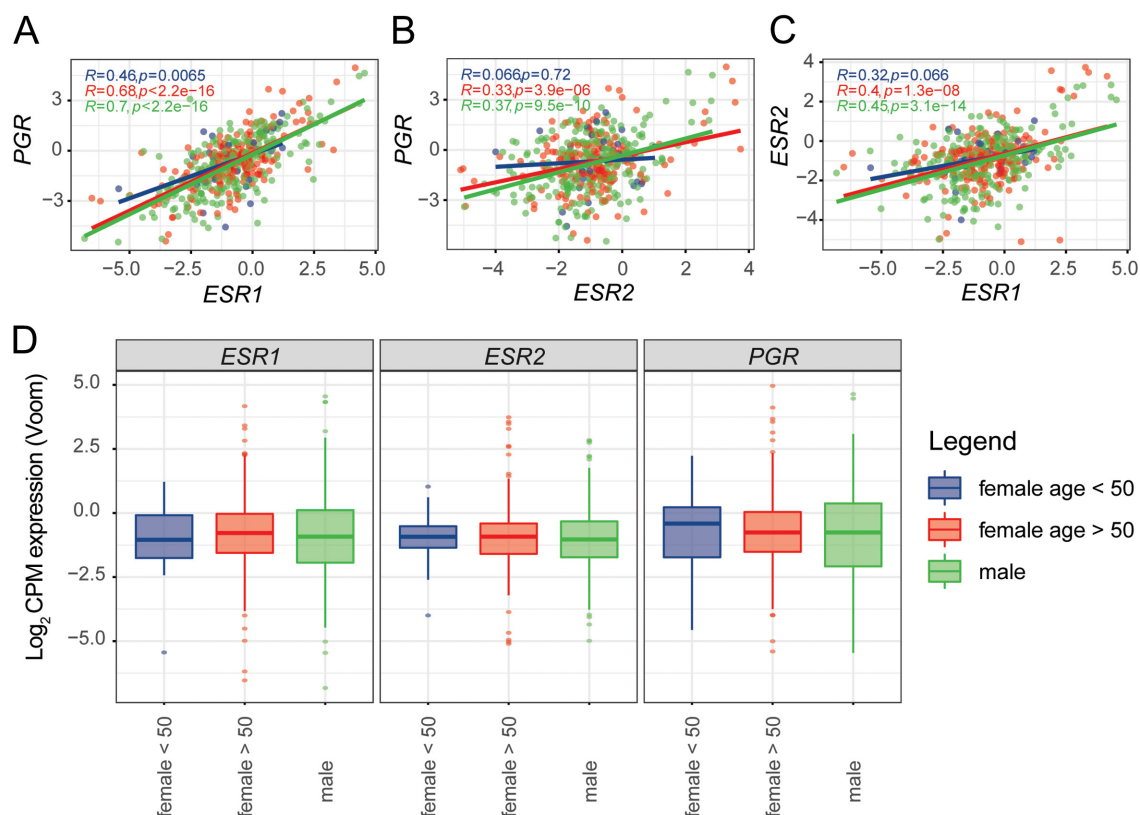 A
R=0.46,p=0.0065
R=0.68,p<2.2e−16
R=0.7,p<2.2e−16
PGR
3
0
−3
−5.0
−2.5
0.0
2.5
5.0
ESR1
B
R=0.066,p=0.72
R=0.33,p=3.9e−06
R=0.37,p=9.5e−10
PGR
3
0
−3
−4
−2
0
2
4
ESR2
C
R=0.32,p=0.066
R=0.4,p=1.3e−08
R=0.45,p=3.1e−14
ESR2
4
2
0
−2
−4
−5.0
−2.5
0.0
2.5
5.0
ESR1
D
ESR1
ESR2
PGR
Log2 CPM expression (Voom)
5.0
2.5
0.0
−2.5
−5.0
female < 50
female > 50
male
female < 50
female > 50
male
female < 50
female > 50
male
Legend
female age < 50
female age > 50
male